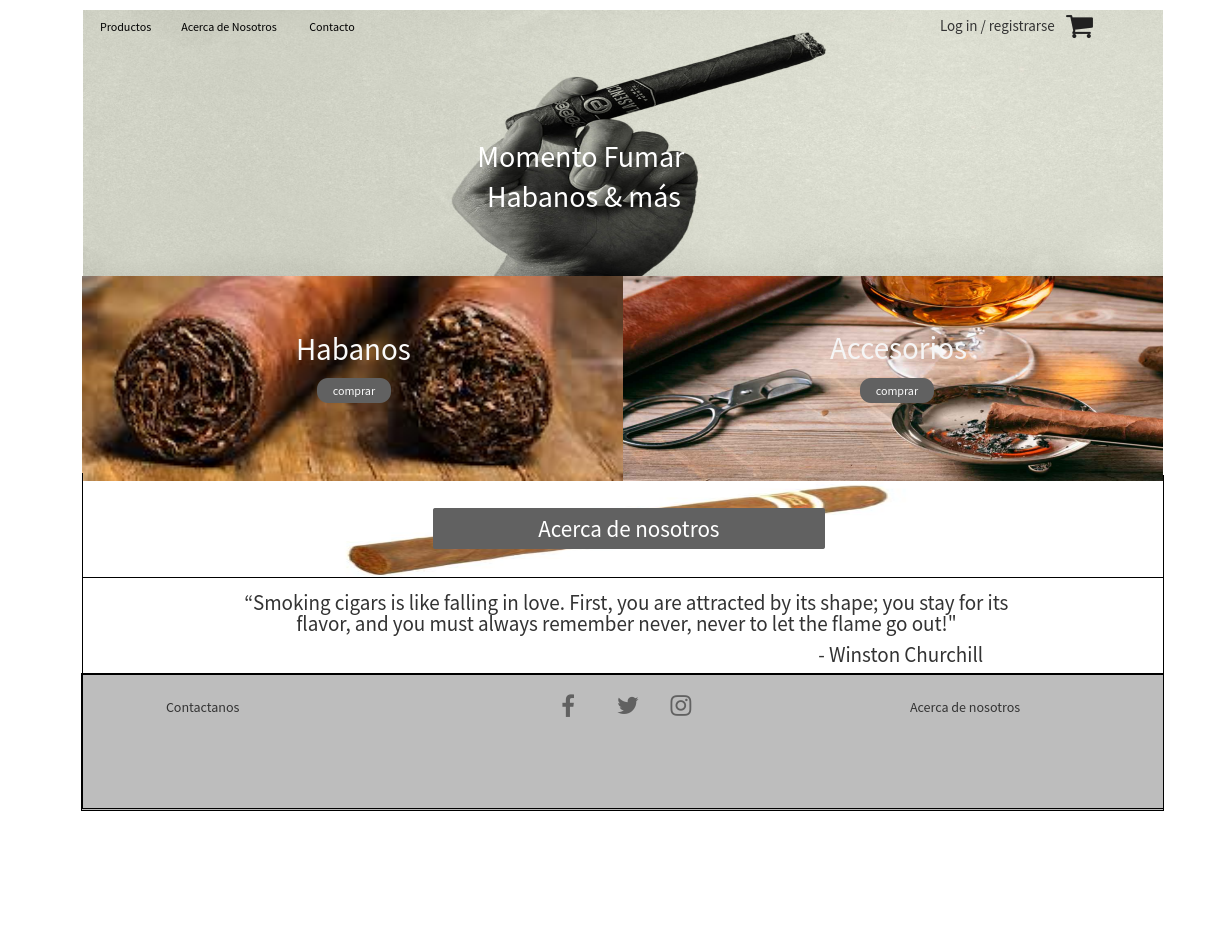 Productos Acerca de Nosotros Contacto Log in / registrarse
Momento Fumar
Habanos & más
Habanos
comprar
Accesorios
comprar
Acerca de nosotros
“Smoking cigars is like falling in love. First, you are attracted by its shape; you stay for its
flavor, and you must always remember never, never to let the flame go out!"
- Winston Churchill
Contactanos Acerca de nosotros